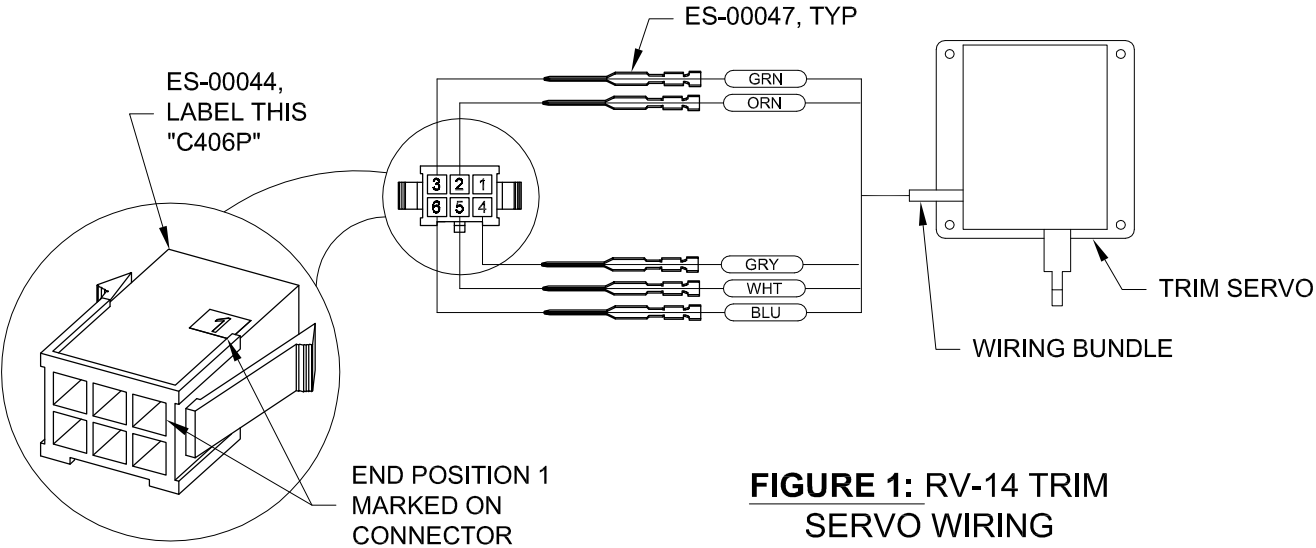 ES-00047, TYP
ES-00044,
LABEL THIS
"C406P"
GRN
ORN
3 2 1
6 5 4
GRY
WHT
BLU
TRIM SERVO
WIRING BUNDLE
1
END POSITION 1
MARKED ON
CONNECTOR
FIGURE 1: RV-14 TRIM
SERVO WIRING